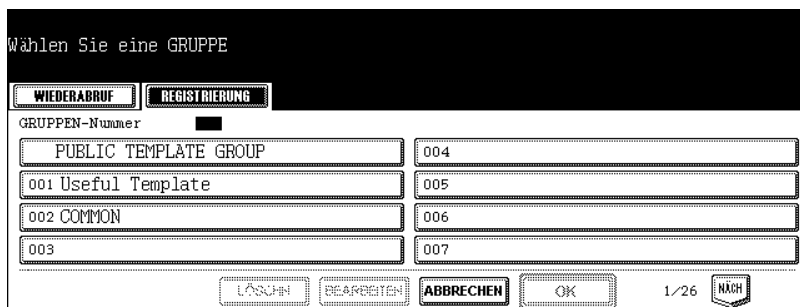 Wählen Sie eine GRUPPE
WIEDERABRUF REGISTRIERUNG
GRUPPEN-Nummer
PUBLIC TEMPLATE GROUP 004
001 Useful Template 005
002 COMMON 006
003 007
LÖSCHN BEARBEITEN ABBRECHEN OK 1/26 NÄCH